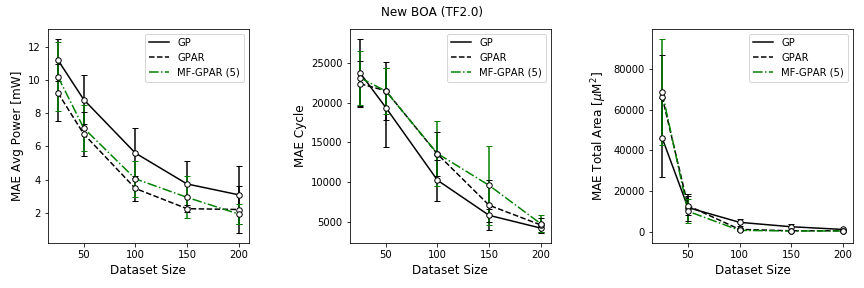 New BOA (TF2.0)
MAE Avg Power [mW]
12
10
8
6
4
2
GP
GPAR
MF-GPAR (5)
50
100
150
200
Dataset Size
MAE Cycle
25000
20000
15000
10000
5000
GP
GPAR
MF-GPAR (5)
50
100
150
200
Dataset Size
MAE Total Area [μM²]
80000
60000
40000
20000
0
GP
GPAR
MF-GPAR (5)
50
100
150
200
Dataset Size